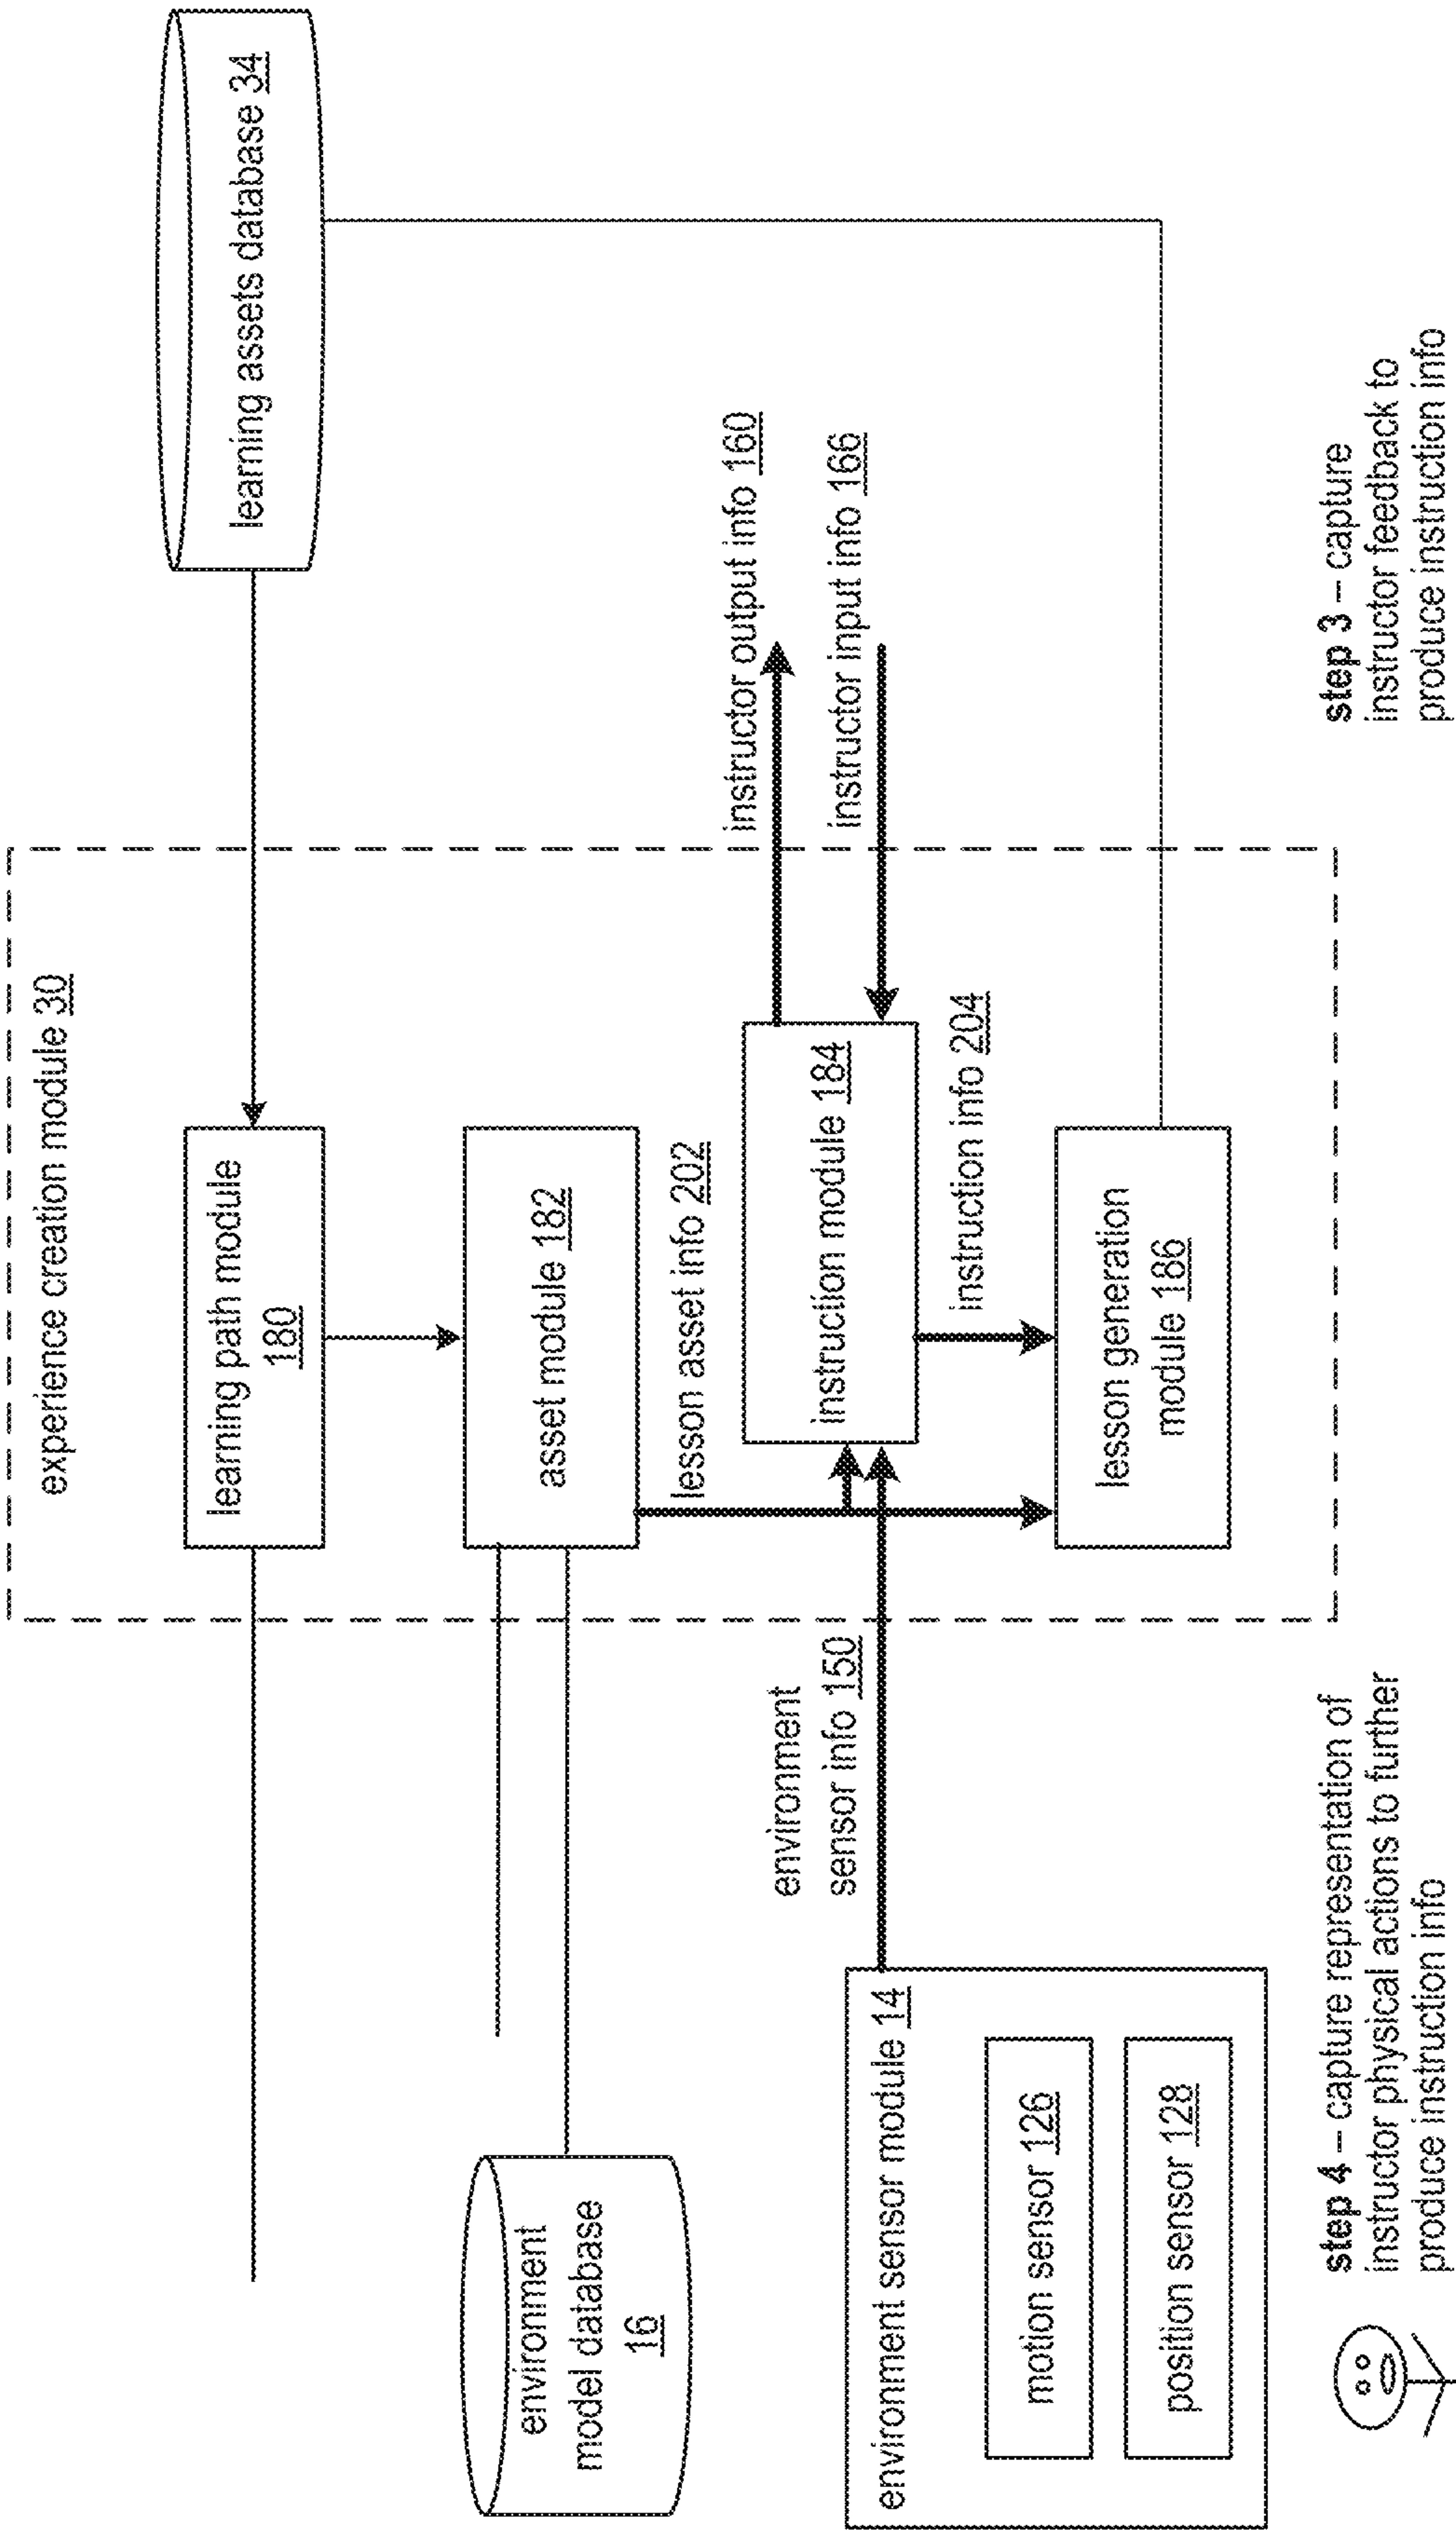 experience creation module 30
learning assets database 34
learning path module
180
environment
model database
16
asset module 182
lesson asset info 202
instructor output info 160
instructor input info 166
environment
sensor info 150
instruction module 184
instruction info 204
environment sensor module 14
motion sensor 126
position sensor 128
lesson generation
module 186
step 4 – capture representation of
instructor physical actions to further
produce instruction info
step 3 – capture
instructor feedback to
produce instruction info